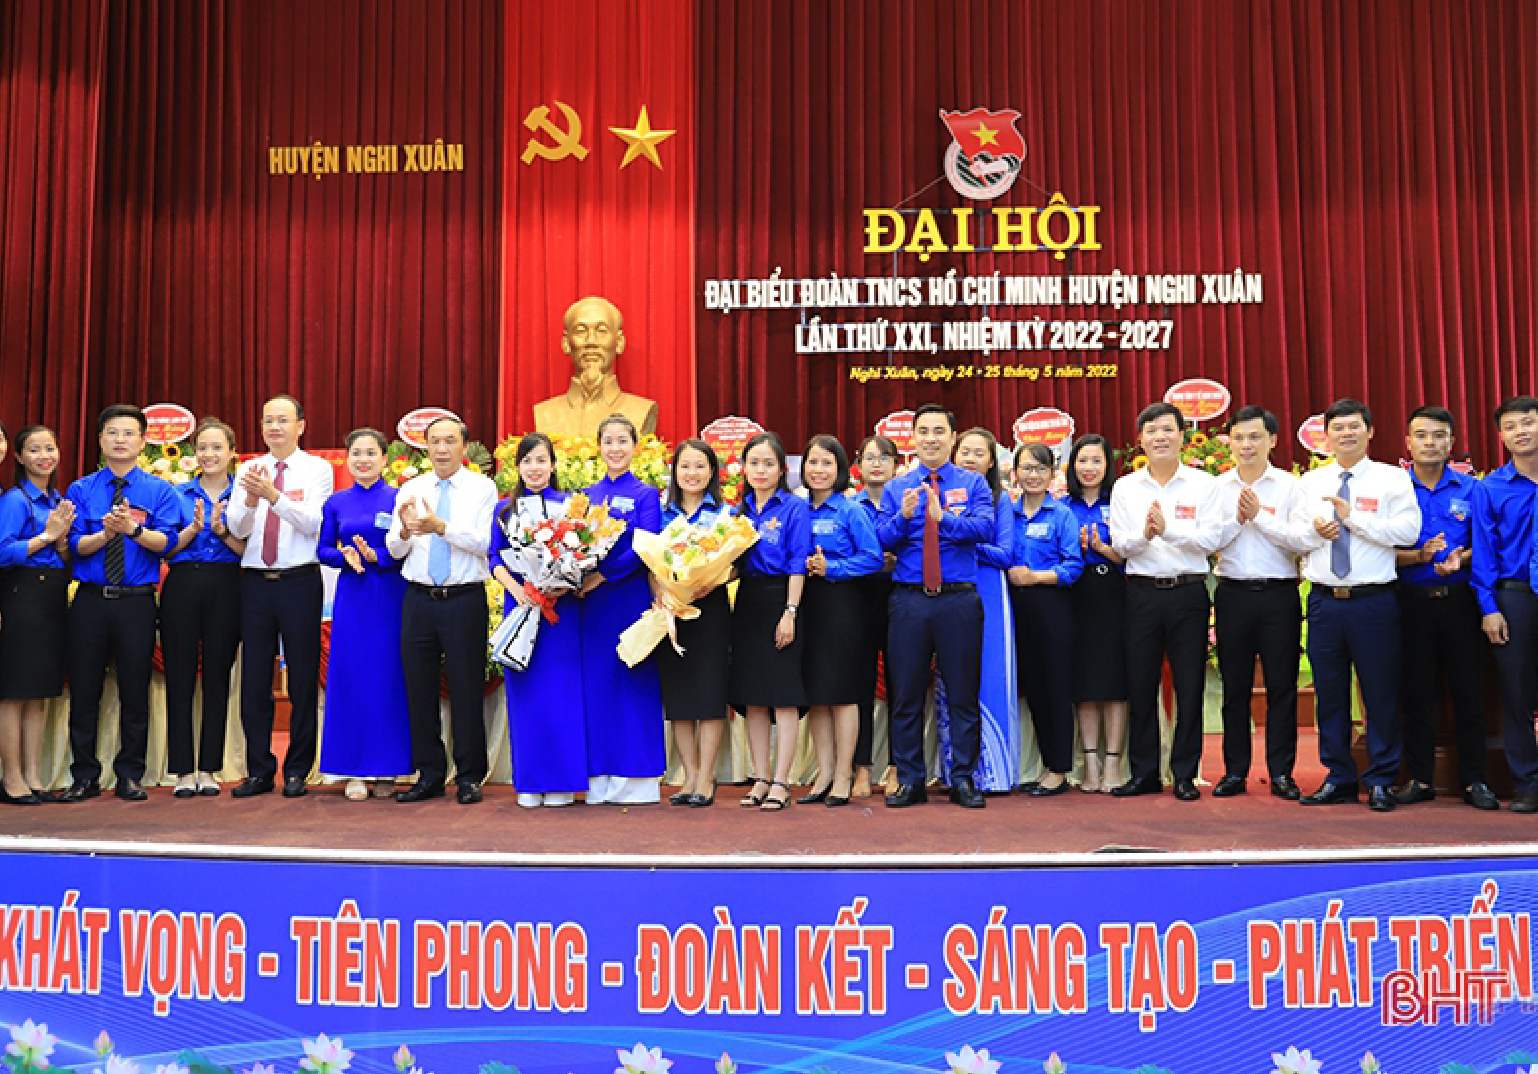 HUYỆN NGHI XUÂN
ĐẠI HỘI
ĐẠI BIỂU ĐOÀN TNCS HỒ CHÍ MINH HUYỆN NGHI XUÂN
LẦN THỨ XXI, NHIỆM KỲ 2022 - 2027
Nghi Xuân, ngày 24 - 25 tháng 5 năm 2022
KHÁT VỌNG - TIÊN PHONG - ĐOÀN KẾT - SÁNG TẠO - PHÁT TRIỂN
BHT